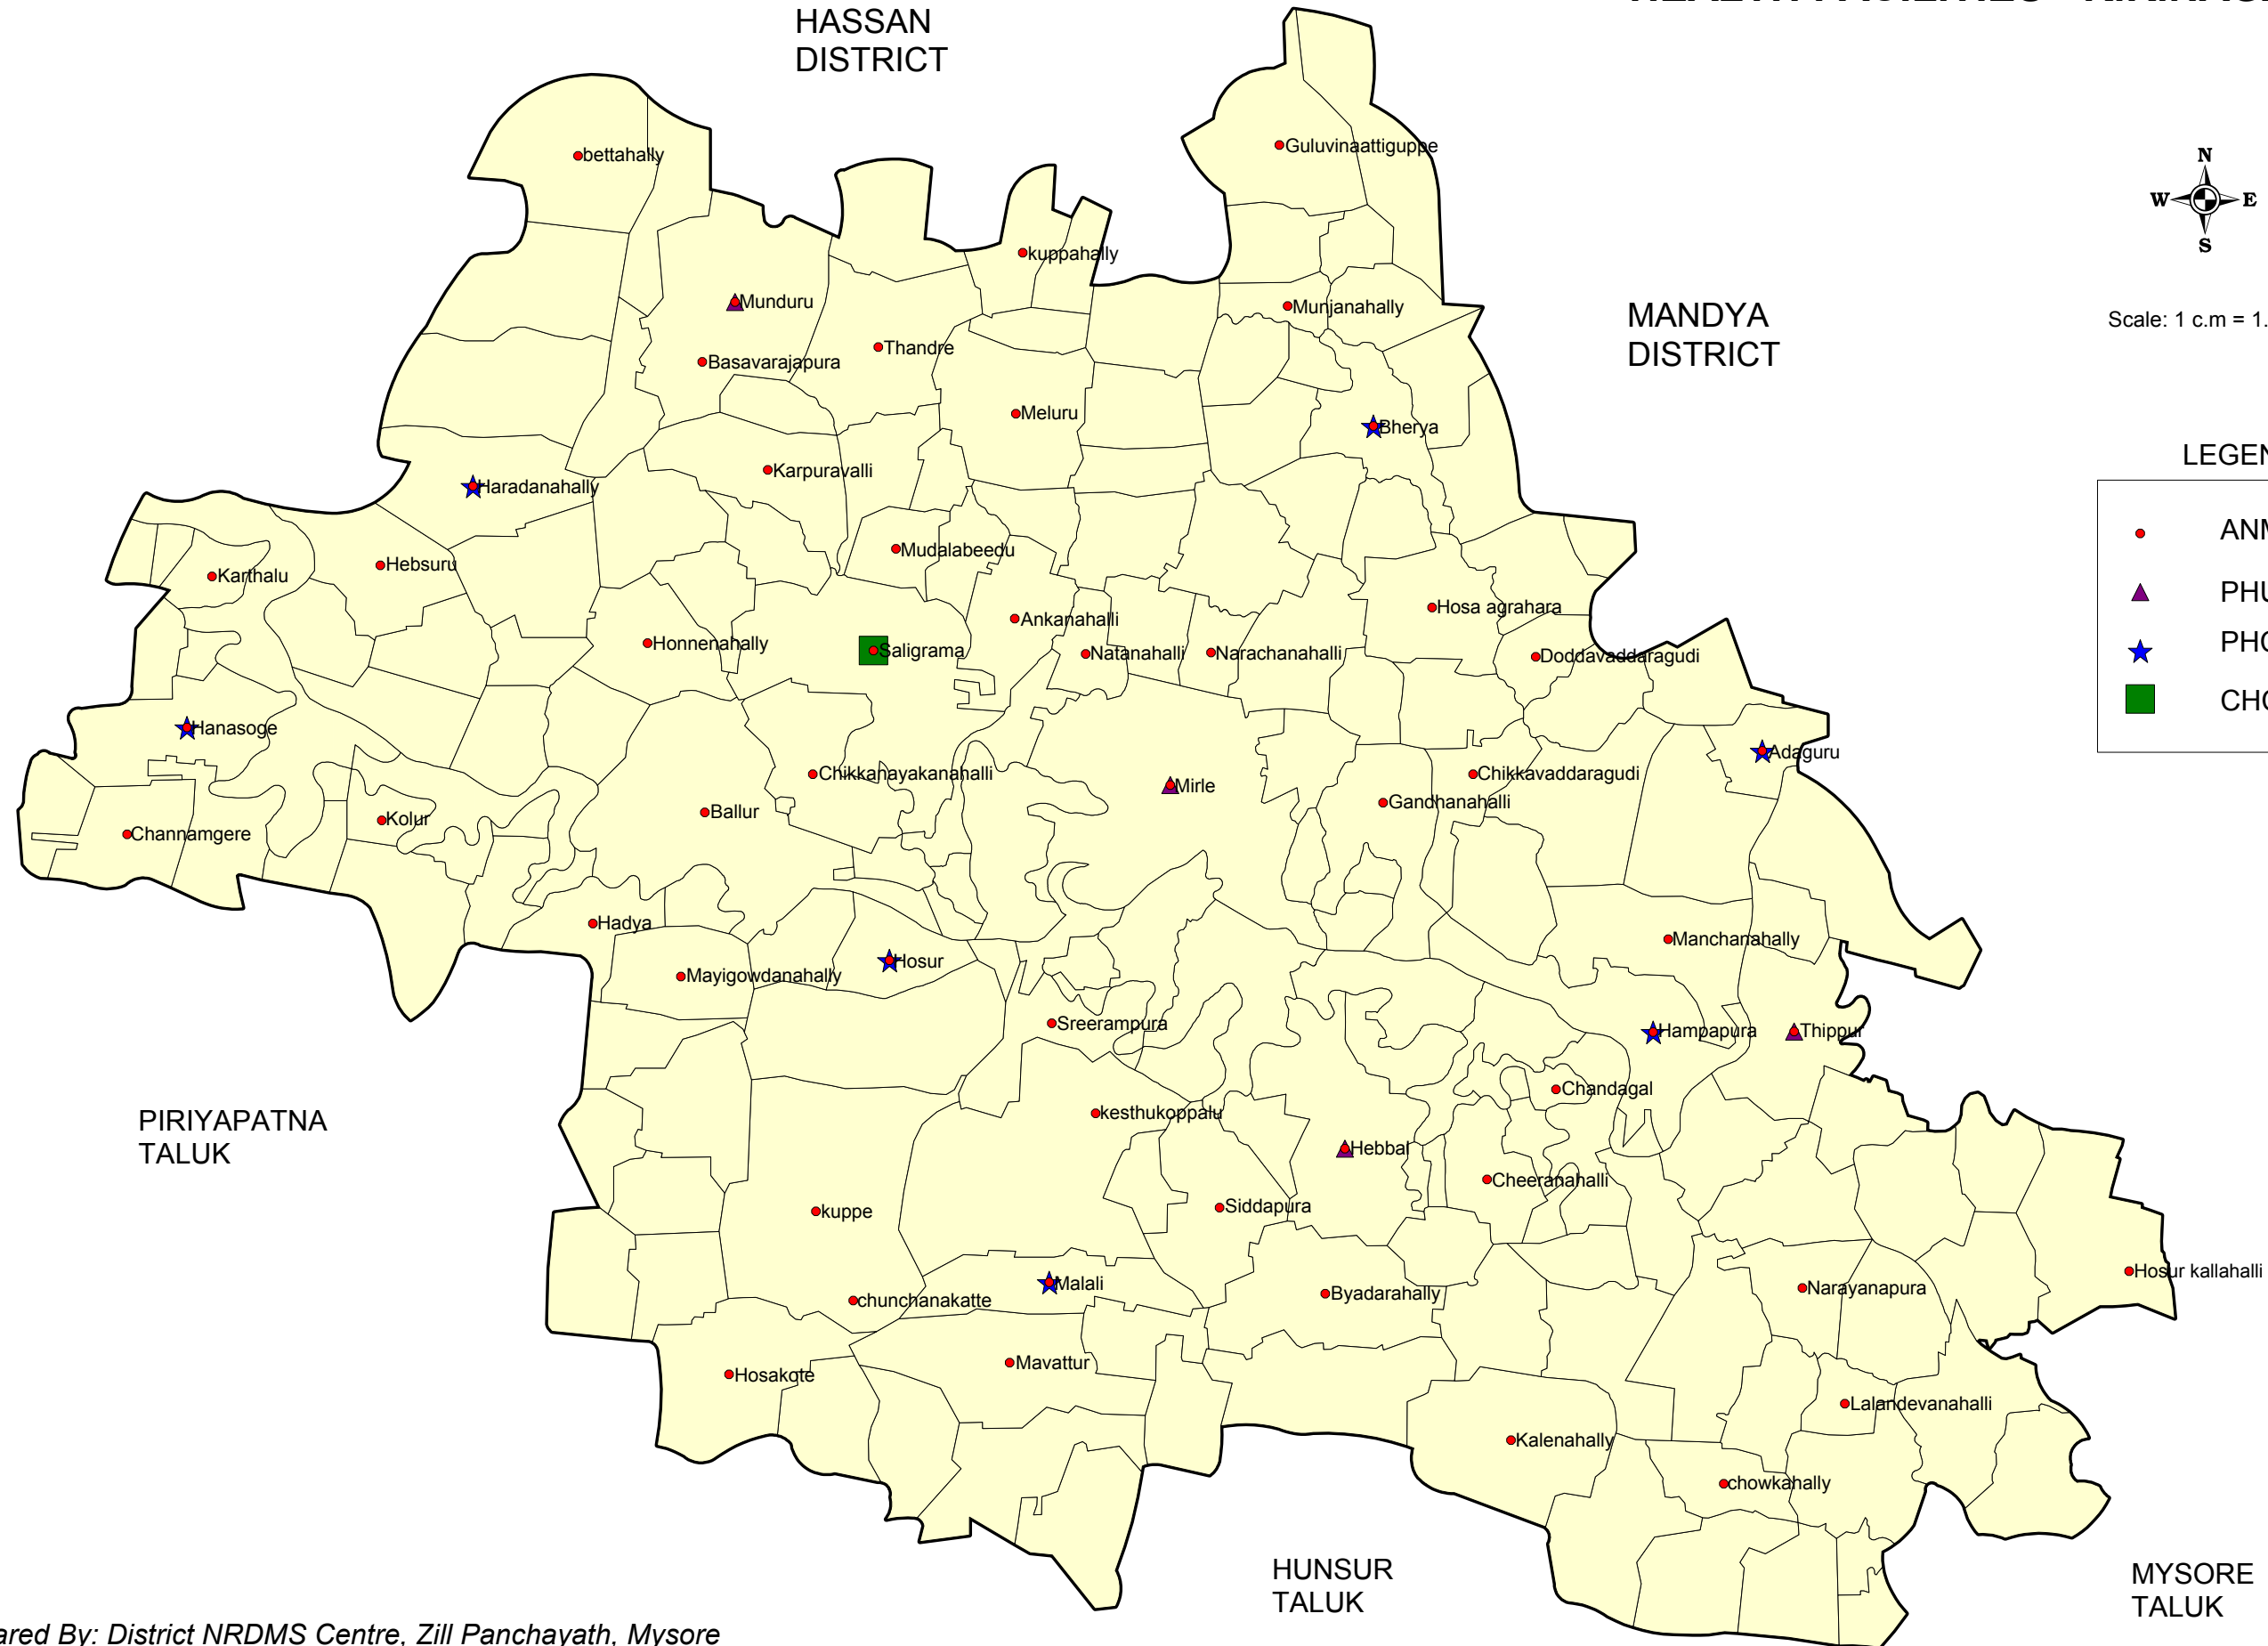 HASSAN
DISTRICT
N
W E
S
Scale: 1 c.m = 1.
MANDYA
DISTRICT
LEGEN
ANM
PHU
PHC
CHC
bettahally
Guluvinaattiguppe
kuppahally
Munduru
Munjanahally
Thandre
Basavarajapura
Meluru
Bherya
Karpuravalli
Haradanahally
Mudalabeedu
Hebsuru
Karthalu
Hosa agrahara
Ankanahalli
Honnenahally
Saligrama
Natanahalli
Narachanahalli
Doddavaddaragudi
Hanasoge
Adaguru
Chikkanayakanahalli
Chikkavaddaragudi
Mirle
Gandhanahalli
Ballur
Kolur
Channamgere
Hadya
Manchanahally
Hosur
Mayigowdanahally
Sreerampura
Hampapura
Thippur
Chandagal
kesthukoppalu
PIRIYAPATNA
TALUK
Hebbal
Cheeranahalli
Siddapura
kuppe
Hosur kallahalli
Malali
Narayanapura
Byadarahally
chunchanakatte
Mavattur
Hosakote
Lalandevanahalli
Kalenahally
chowkahally
HUNSUR
TALUK
MYSORE
TALUK
ared By: District NRDMS Centre, Zill Panchayath, Mysore